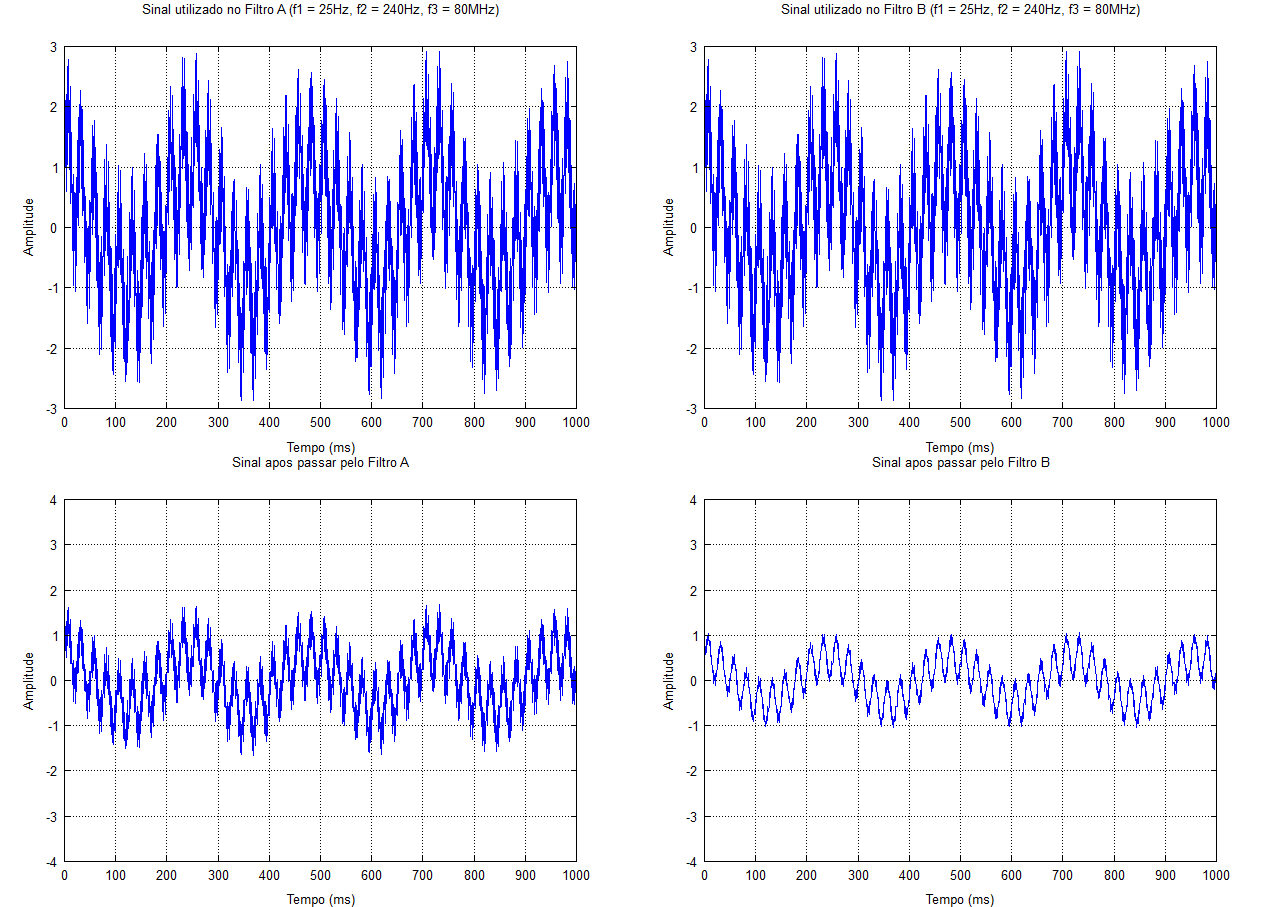 Sinal utilizado no Filtro A (f1 = 25Hz, f2 = 240Hz, f3 = 80MHz)
3
2
1
0
-1
-2
-3
Amplitude
0 100 200 300 400 500 600 700 800 900 1000
Tempo (ms)
Sinal utilizado no Filtro B (f1 = 25Hz, f2 = 240Hz, f3 = 80MHz)
3
2
1
0
-1
-2
-3
Amplitude
0 100 200 300 400 500 600 700 800 900 1000
Tempo (ms)
Sinal apos passar pelo Filtro A
4
3
2
1
0
-1
-2
-3
-4
Amplitude
0 100 200 300 400 500 600 700 800 900 1000
Tempo (ms)
Sinal apos passar pelo Filtro B
4
3
2
1
0
-1
-2
-3
-4
Amplitude
0 100 200 300 400 500 600 700 800 900 1000
Tempo (ms)